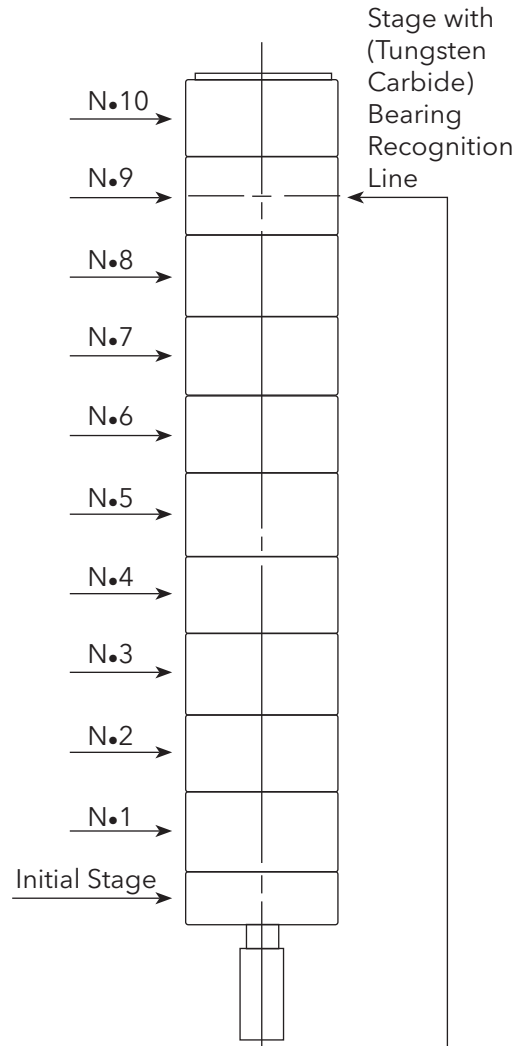 Stage with
(Tungsten
Carbide)
Bearing
Recognition
Line
N•10
N•9
N•8
N•7
N•6
N•5
N•4
N•3
N•2
N•1
Initial Stage